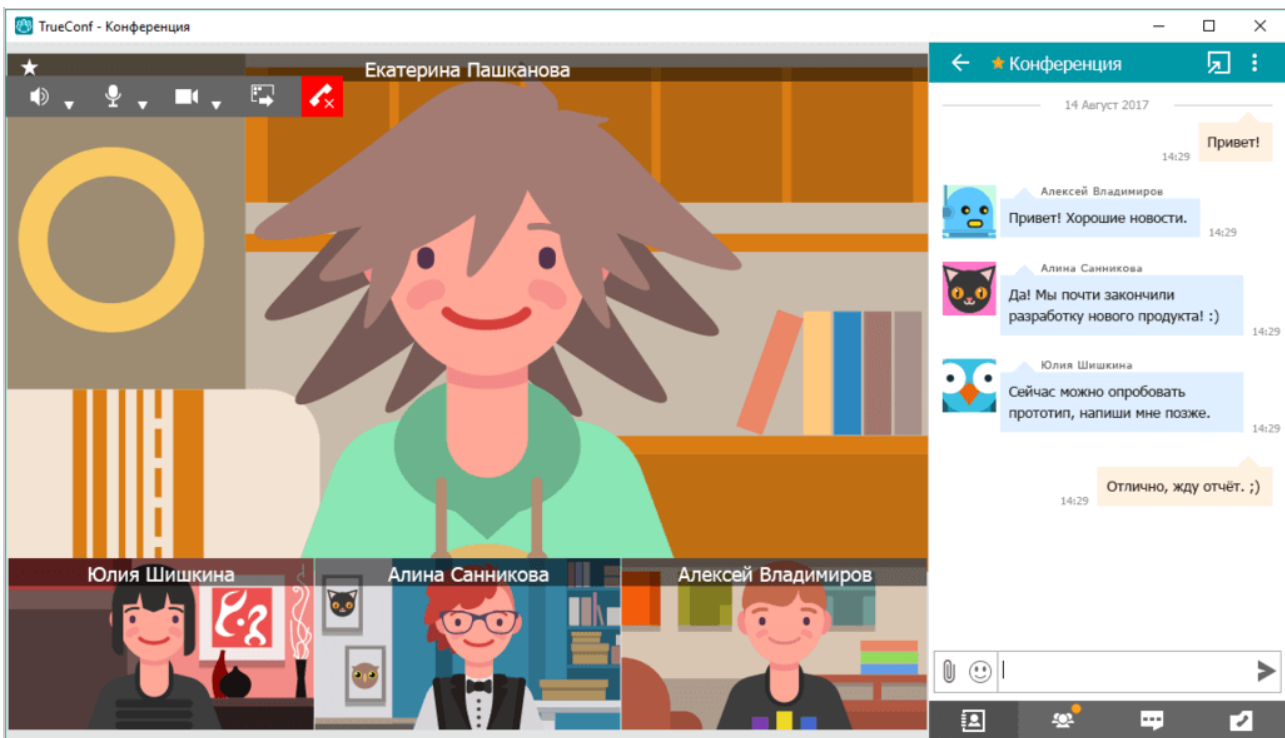 TrueConf - Конференция
Екатерина Пашканова
Юлия Шишкина
Алина Санникова
Алексей Владимиров
Конференция
14 Август 2017
Привет!
14:29
Алексей Владимиров
Привет! Хорошие новости.
14:29
Алина Санникова
Да! Мы почти закончили
разработку нового продукта! :)
14:29
Юлия Шишкина
Сейчас можно опробовать
прототип, напиши мне позже.
14:29
Отлично, жду отчёт. ;)
14:29